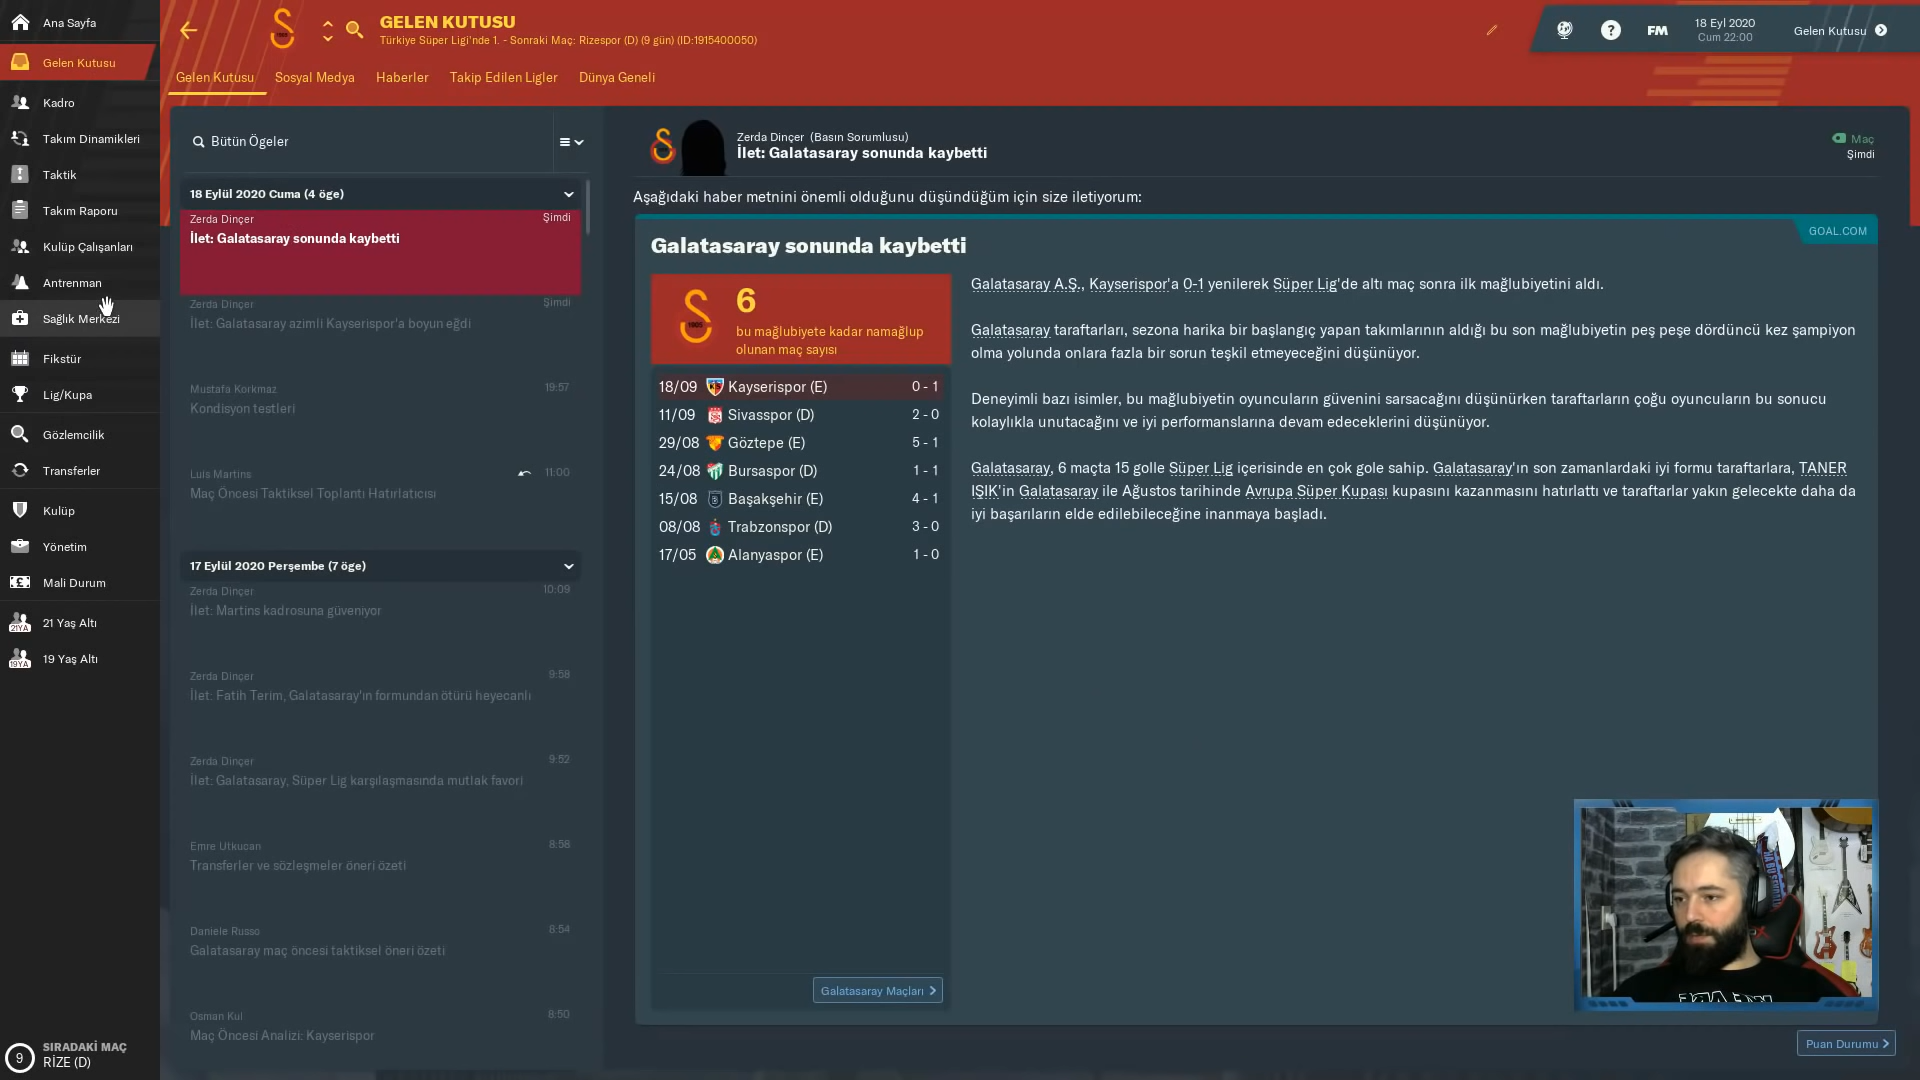 Ana Sayfa
Gelen Kutusu
Kadro
Takım Dinamikleri
Taktik
Takım Raporu
Kulüp Çalışanları
Antrenman
Sağlık Merkezi
Fikstür
Lig/Kupa
Gözlemcilik
Transferler
Kulüp
Yönetim
Mali Durum
21 Yaş Altı
19 Yaş Altı
9
SIRADAKİ MAÇ
RİZE (D)
GELEN KUTUSU
Türkiye Süper Ligi'nde 1. - Sonraki Maç: Rizespor (D) (9 gün) (ID:1915400050)
FM
18 Eyl 2020
Cum 22:00
Gelen Kutusu
Gelen Kutusu
Sosyal Medya
Haberler
Takip Edilen Ligler
Dünya Geneli
Bütün Ögeler
18 Eylül 2020 Cuma (4 öge)
Zerda Dinçer
Şimdi
İlet: Galatasaray sonunda kaybetti
Zerda Dinçer
Şimdi
İlet: Galatasaray azimli Kayserispor'a boyun eğdi
Mustafa Korkmaz
19:57
Kondisyon testleri
Luís Martins
11:00
Maç Öncesi Taktiksel Toplantı Hatırlatıcısı
17 Eylül 2020 Perşembe (7 öge)
Zerda Dinçer
10:09
İlet: Martins kadrosuna güveniyor
Zerda Dinçer
9:58
İlet: Fatih Terim, Galatasaray'ın formundan ötürü heyecanlı
Zerda Dinçer
9:52
İlet: Galatasaray, Süper Lig karşılaşmasında mutlak favori
Emre Utkucan
8:58
Transferler ve sözleşmeler öneri özeti
Daniele Russo
8:54
Galatasaray maç öncesi taktiksel öneri özeti
Osman Kul
8:50
Maç Öncesi Analizi: Kayserispor
Zerda Dinçer (Basın Sorumlusu)
İlet: Galatasaray sonunda kaybetti
Maç
Şimdi
Aşağıdaki haber metnini önemli olduğunu düşündüğüm için size iletiyorum:
Galatasaray sonunda kaybetti
GOAL.COM
6
bu mağlubiyete kadar namağlup
olunan maç sayısı
18/09 Kayserispor (E) 0 - 1
11/09 Sivasspor (D) 2 - 0
29/08 Göztepe (E) 5 - 1
24/08 Bursaspor (D) 1 - 1
15/08 Başakşehir (E) 4 - 1
08/08 Trabzonspor (D) 3 - 0
17/05 Alanyaspor (E) 1 - 0
Galatasaray Maçları
Galatasaray A.Ş., Kayserispor'a 0-1 yenilerek Süper Lig'de altı maç sonra ilk mağlubiyetini aldı.
Galatasaray taraftarları, sezona harika bir başlangıç yapan takımlarının aldığı bu son mağlubiyetin peş peşe dördüncü kez şampiyon
olma yolunda onlara fazla bir sorun teşkil etmeyeceğini düşünüyor.
Deneyimli bazı isimler, bu mağlubiyetin oyuncuların güvenini sarsacağını düşünürken taraftarların çoğu oyuncuların bu sonucu
kolaylıkla unutacağını ve iyi performanslarına devam edeceklerini düşünüyor.
Galatasaray, 6 maçta 15 golle Süper Lig içerisinde en çok gole sahip. Galatasaray'ın son zamanlardaki iyi formu taraftarlara, TANER
IŞIK'in Galatasaray ile Ağustos tarihinde Avrupa Süper Kupası kupasını kazanmasını hatırlattı ve taraftarlar yakın gelecekte daha da
iyi başarıların elde edilebileceğine inanmaya başladı.
Puan Durumu